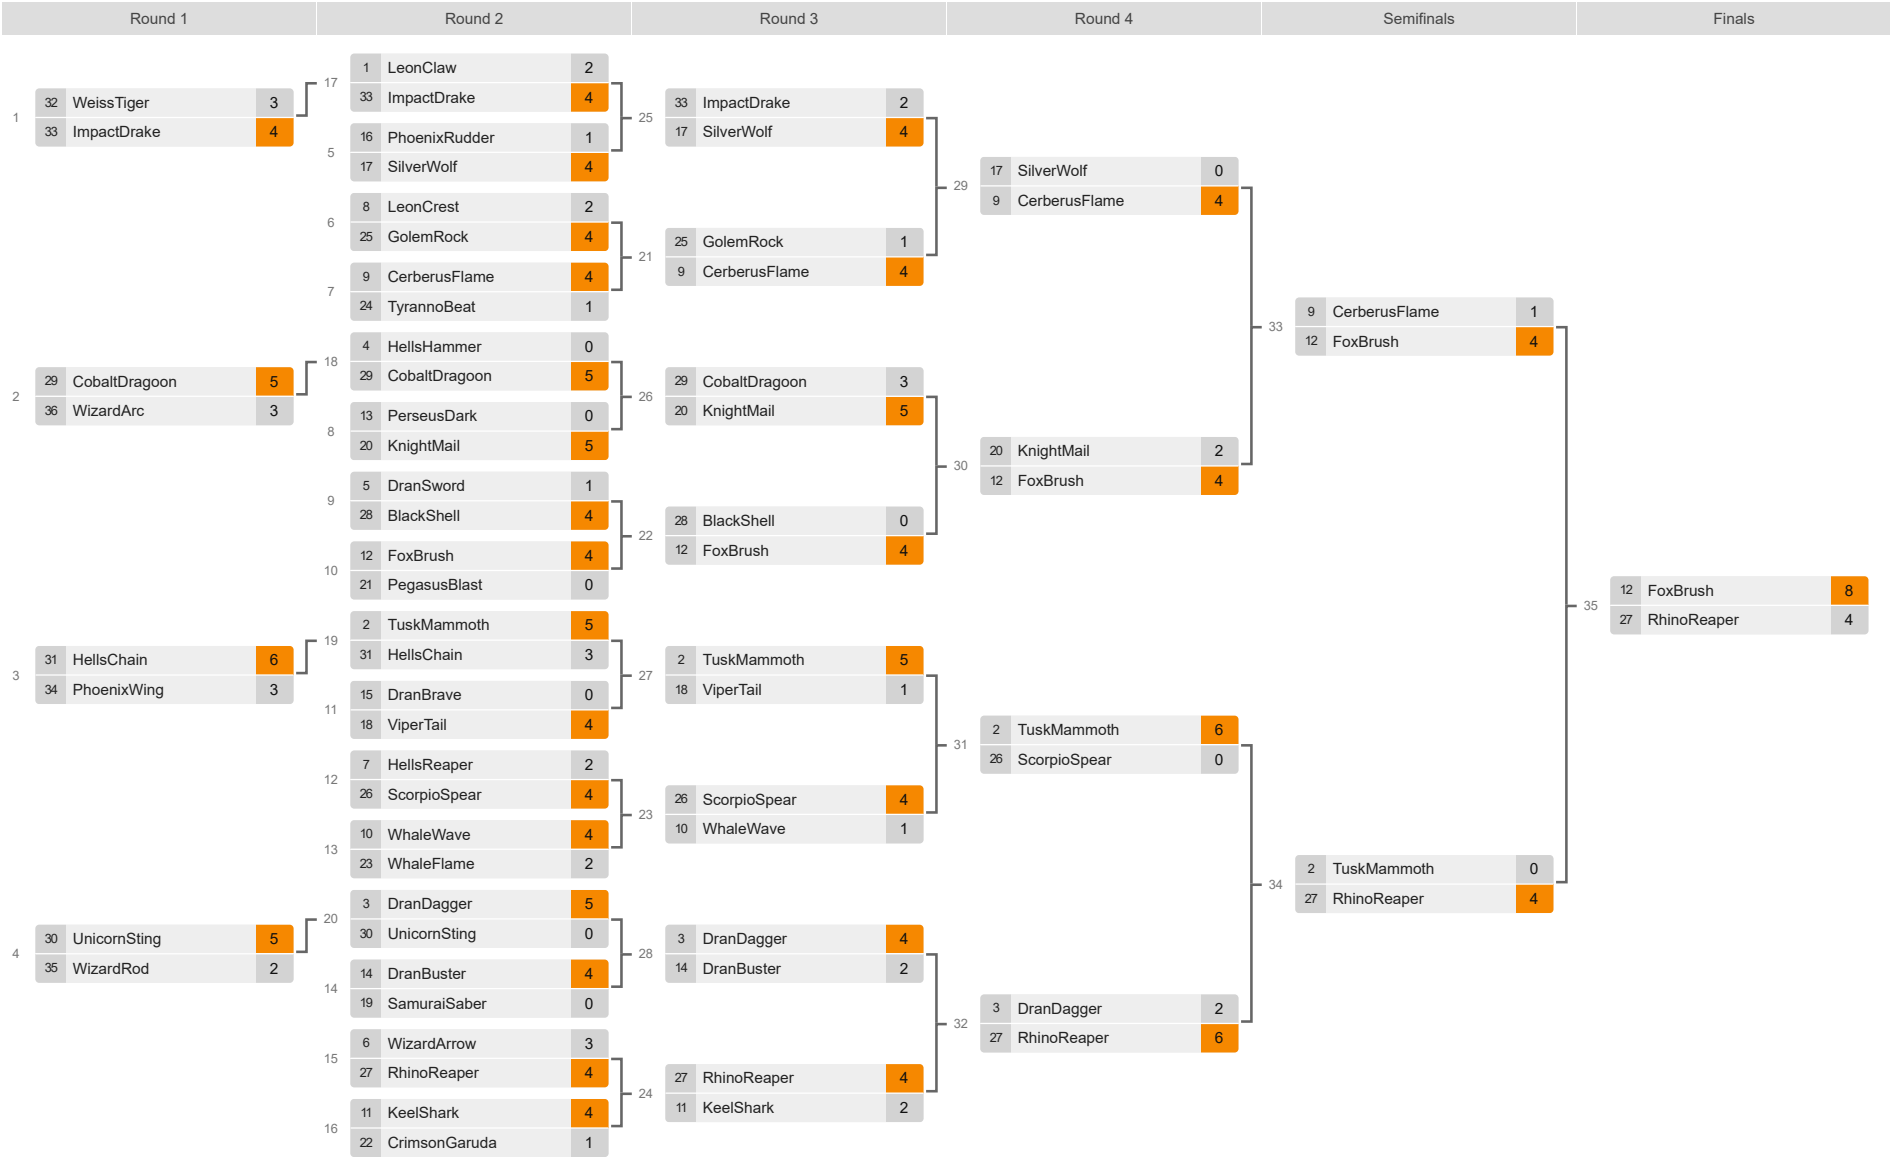 Round 1 Round 2 Round 3 Round 4 Semifinals Finals
1
32 WeissTiger 3
33 ImpactDrake 4
2
29 CobaltDragoon 5
36 WizardArc 3
3
31 HellsChain 6
34 PhoenixWing 3
4
30 UnicornSting 5
35 WizardRod 2
17
1 LeonClaw 2
33 ImpactDrake 4
5
16 PhoenixRudder 1
17 SilverWolf 4
6
8 LeonCrest 2
25 GolemRock 4
7
9 CerberusFlame 4
24 TyrannoBeat 1
18
4 HellsHammer 0
29 CobaltDragoon 5
8
13 PerseusDark 0
20 KnightMail 5
9
5 DranSword 1
28 BlackShell 4
10
12 FoxBrush 4
21 PegasusBlast 0
19
2 TuskMammoth 5
31 HellsChain 3
11
15 DranBrave 0
18 ViperTail 4
12
7 HellsReaper 2
26 ScorpioSpear 4
13
10 WhaleWave 4
23 WhaleFlame 2
20
3 DranDagger 5
30 UnicornSting 0
14
14 DranBuster 4
19 SamuraiSaber 0
15
6 WizardArrow 3
27 RhinoReaper 4
16
11 KeelShark 4
22 CrimsonGaruda 1
25
33 ImpactDrake 2
17 SilverWolf 4
21
25 GolemRock 1
9 CerberusFlame 4
26
29 CobaltDragoon 3
20 KnightMail 5
22
28 BlackShell 0
12 FoxBrush 4
27
2 TuskMammoth 5
18 ViperTail 1
23
26 ScorpioSpear 4
10 WhaleWave 1
28
3 DranDagger 4
14 DranBuster 2
24
27 RhinoReaper 4
11 KeelShark 2
29
17 SilverWolf 0
9 CerberusFlame 4
30
20 KnightMail 2
12 FoxBrush 4
31
2 TuskMammoth 6
26 ScorpioSpear 0
32
3 DranDagger 2
27 RhinoReaper 6
33
9 CerberusFlame 1
12 FoxBrush 4
34
2 TuskMammoth 0
27 RhinoReaper 4
35
12 FoxBrush 8
27 RhinoReaper 4